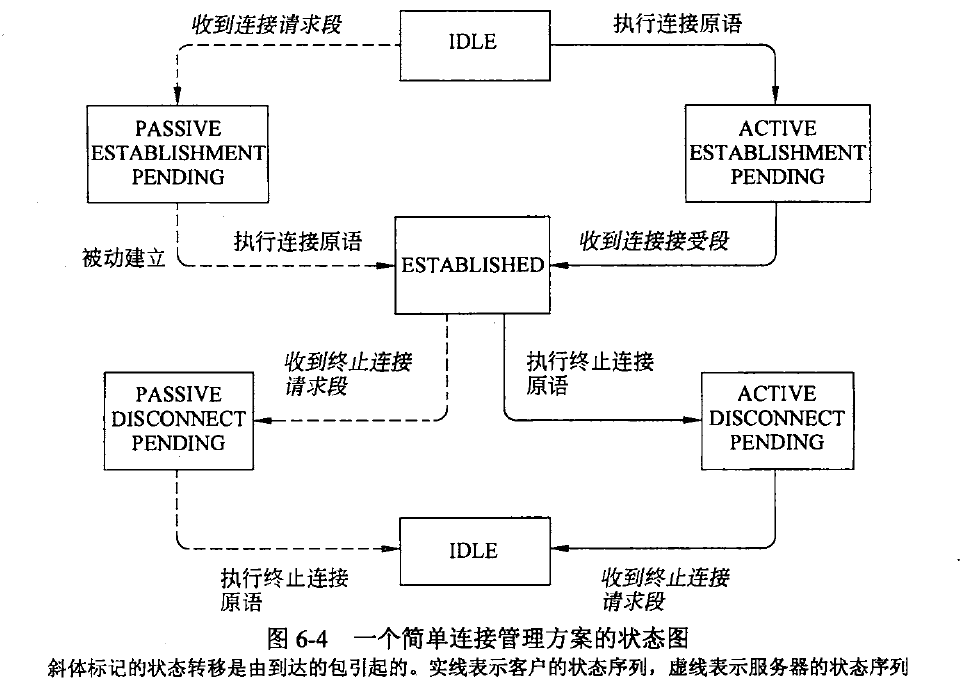 收到连接请求段
IDLE
执行连接原语
PASSIVE
ESTABLISHMENT
PENDING
ACTIVE
ESTABLISHMENT
PENDING
被动建立
执行连接原语
ESTABLISHED
收到连接接受段
收到终止连接
请求段
执行终止连接
原语
PASSIVE
DISCONNECT
PENDING
ACTIVE
DISCONNECT
PENDING
IDLE
执行终止连接
原语
收到终止连接
请求段
图 6-4 一个简单连接管理方案的状态图
斜体标记的状态转移是由到达的包引起的。实线表示客户的状态序列，虚线表示服务器的状态序列